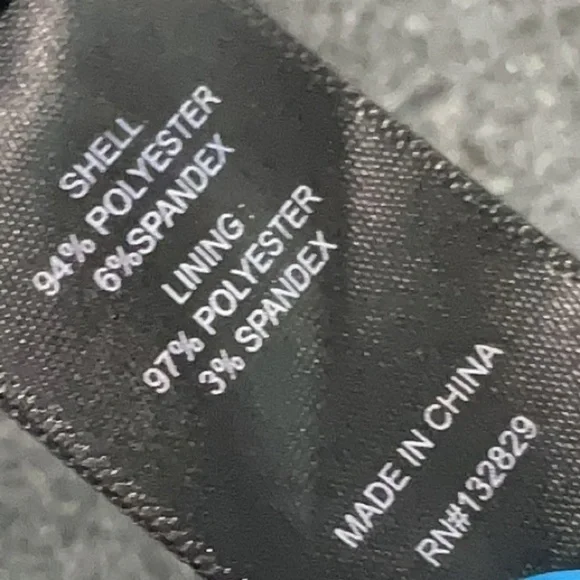 SHELL
94% POLYESTER
6%SPANDEX
LINING :
97% POLYESTER
3% SPANDEX
MADE IN CHINA
RN#132829